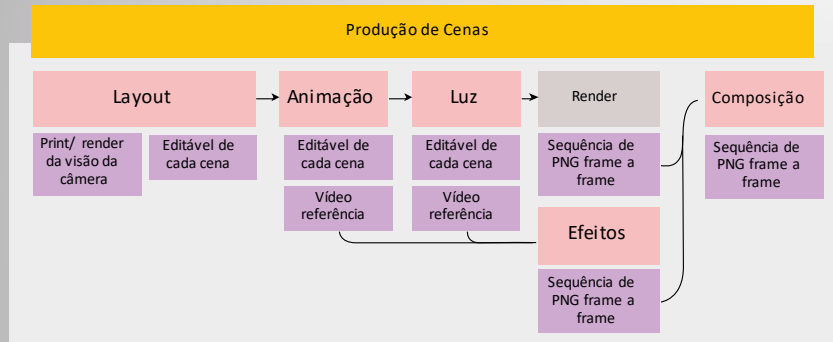 Produção de Cenas
Layout
Animação
Luz
Render
Composição
Print/ render
da visão da
câmera
Editável de
cada cena
Editável de
cada cena
Editável de
cada cena
Sequência de
PNG frame a
frame
Sequência de
PNG frame a
frame
Vídeo
referência
Vídeo
referência
Efeitos
Sequência de
PNG frame a
frame